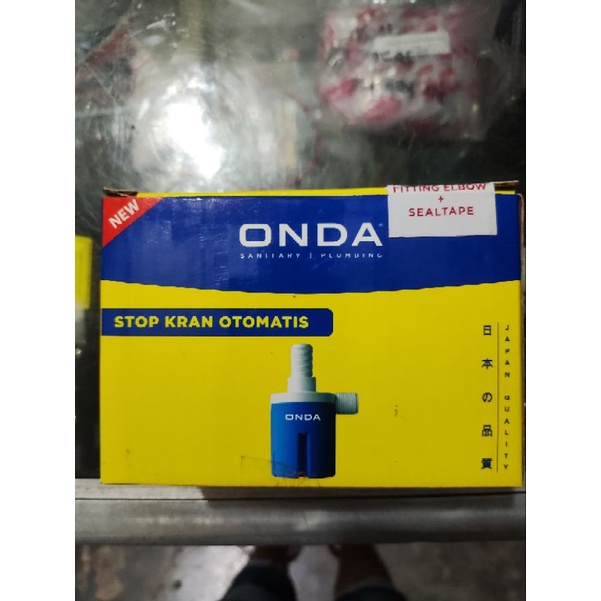 NEW
FITTING ELBOW
+
SEALTAPE
ONDA
SANITARY | PLUMBING
STOP KRAN OTOMATIS
ONDA
日本の品質
JAPAN QUALITY